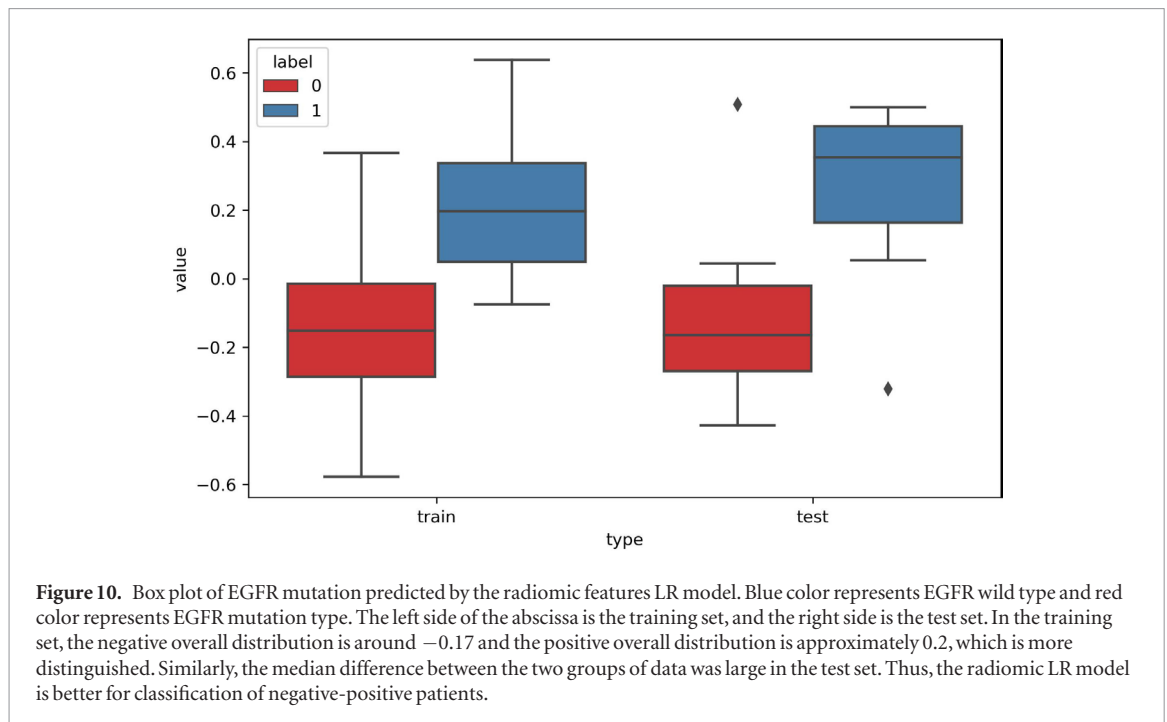 label
0
1
0.6
0.4
0.2
0.0
−0.2
−0.4
−0.6
value
train
test
type
Figure 10. Box plot of EGFR mutation predicted by the radiomic features LR model. Blue color represents EGFR wild type and red
color represents EGFR mutation type. The left side of the abscissa is the training set, and the right side is the test set. In the training
set, the negative overall distribution is around −0.17 and the positive overall distribution is approximately 0.2, which is more
distinguished. Similarly, the median difference between the two groups of data was large in the test set. Thus, the radiomic LR model
is better for classification of negative-positive patients.